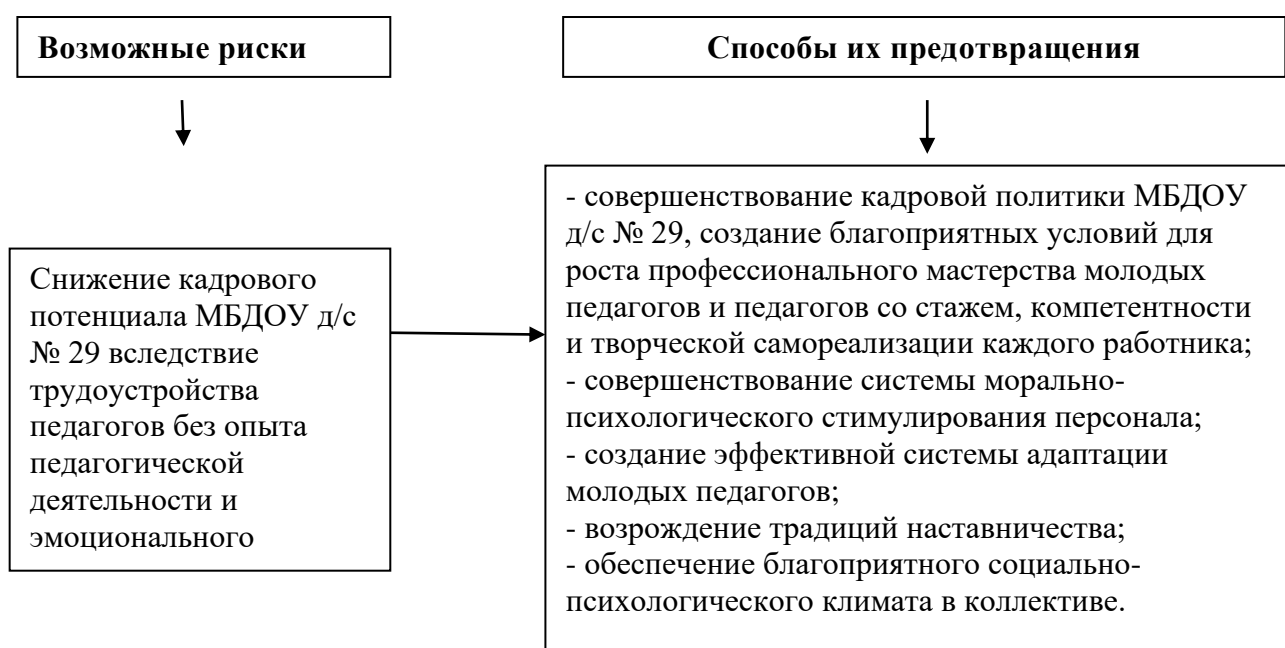 Возможные риски
Способы их предотвращения
Снижение кадрового
потенциала МБДОУ д/с
№ 29 вследствие
трудоустройства
педагогов без опыта
педагогической
деятельности и
эмоционального
- совершенствование кадровой политики МБДОУ
д/с № 29, создание благоприятных условий для
роста профессионального мастерства молодых
педагогов и педагогов со стажем, компетентности
и творческой самореализации каждого работника;
- совершенствование системы морально-
психологического стимулирования персонала;
- создание эффективной системы адаптации
молодых педагогов;
- возрождение традиций наставничества;
- обеспечение благоприятного социально-
психологического климата в коллективе.